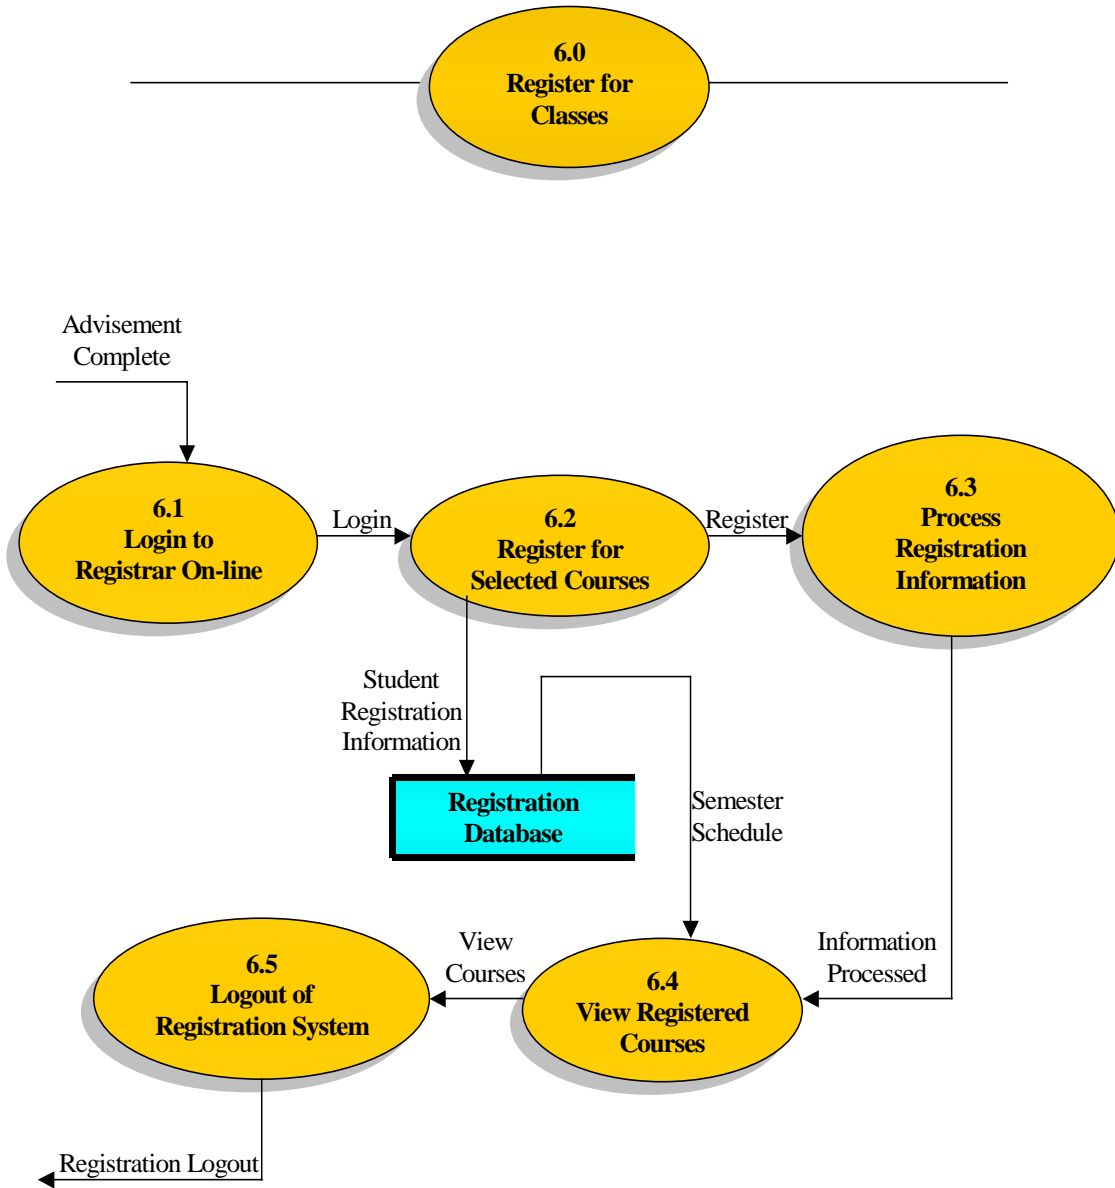 6.0
Register for
Classes
Advisement
Complete
6.1
Login to
Registrar On-line
Login
6.2
Register for
Selected Courses
Register
6.3
Process
Registration
Information
Student
Registration
Information
Registration
Database
Semester
Schedule
Information
Processed
6.4
View Registered
Courses
View
Courses
6.5
Logout of
Registration System
Registration Logout